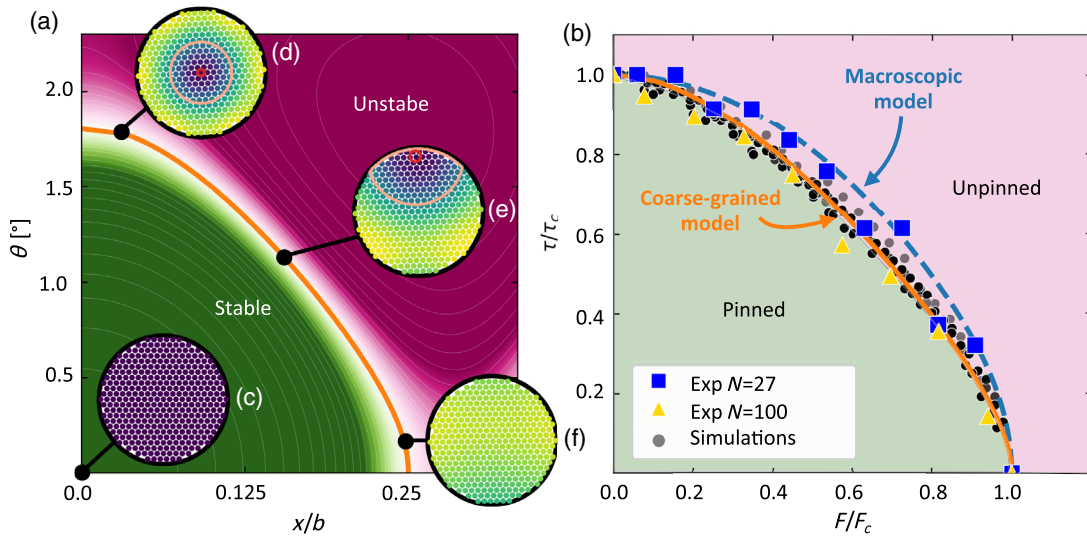 (a)
(d)
Unstabe
(e)
Stable
(c)
(f)
2.0
1.5
1.0
0.5
0.0
0.125
0.25
θ [°]
x/b
(b)
Macroscopic
model
Unpinned
Coarse-grained
model
Pinned
Exp N=27
Exp N=100
Simulations
1.0
0.8
0.6
0.4
0.2
0.0
0.2
0.4
0.6
0.8
1.0
τ/τc
F/Fc